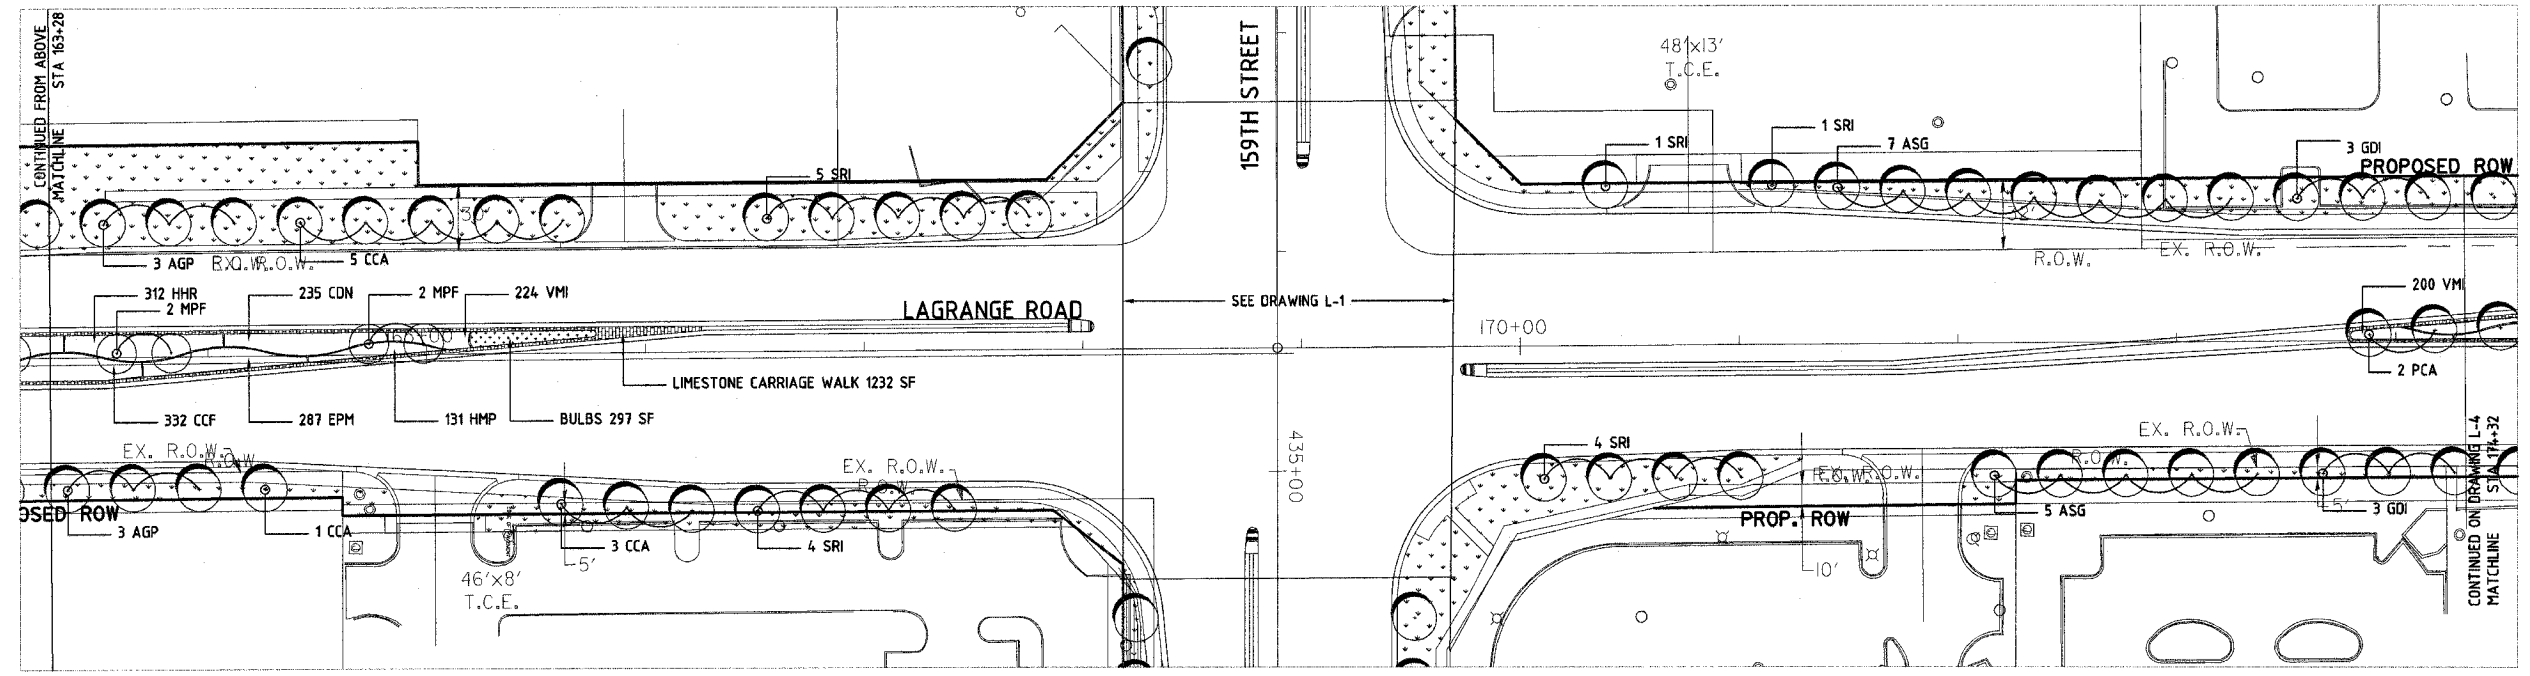 CONTINUED FROM ABOVE
MATCHLINE STA 163+28
159TH STREET
48'x13'
T.C.E.
1 SRI
1 SRI
7 ASG
3 GDI
PROPOSED ROW
5 SRI
3 AGP
R.O.W.
5 CCA
R.O.W.
EX. R.O.W.
312 HHR
2 MPF
235 CDN
2 MPF
224 VMI
LAGRANGE ROAD
SEE DRAWING L-1
170+00
200 VMI
LIMESTONE CARRIAGE WALK 1232 SF
2 PCA
332 CCF
287 EPM
131 HMP
BULBS 297 SF
435+00
EX. R.O.W.
R.O.W.
EX. R.O.W.
R.O.W.
4 SRI
EX. R.O.W.
EX. R.O.W.
R.O.W.
OSED ROW
3 AGP
1 CCA
3 CCA
4 SRI
5'
46'x8'
T.C.E.
PROP. ROW
10'
5 ASG
5'
3 GDI
CONTINUED ON DRAWING L-4
MATCHLINE STA 174+32